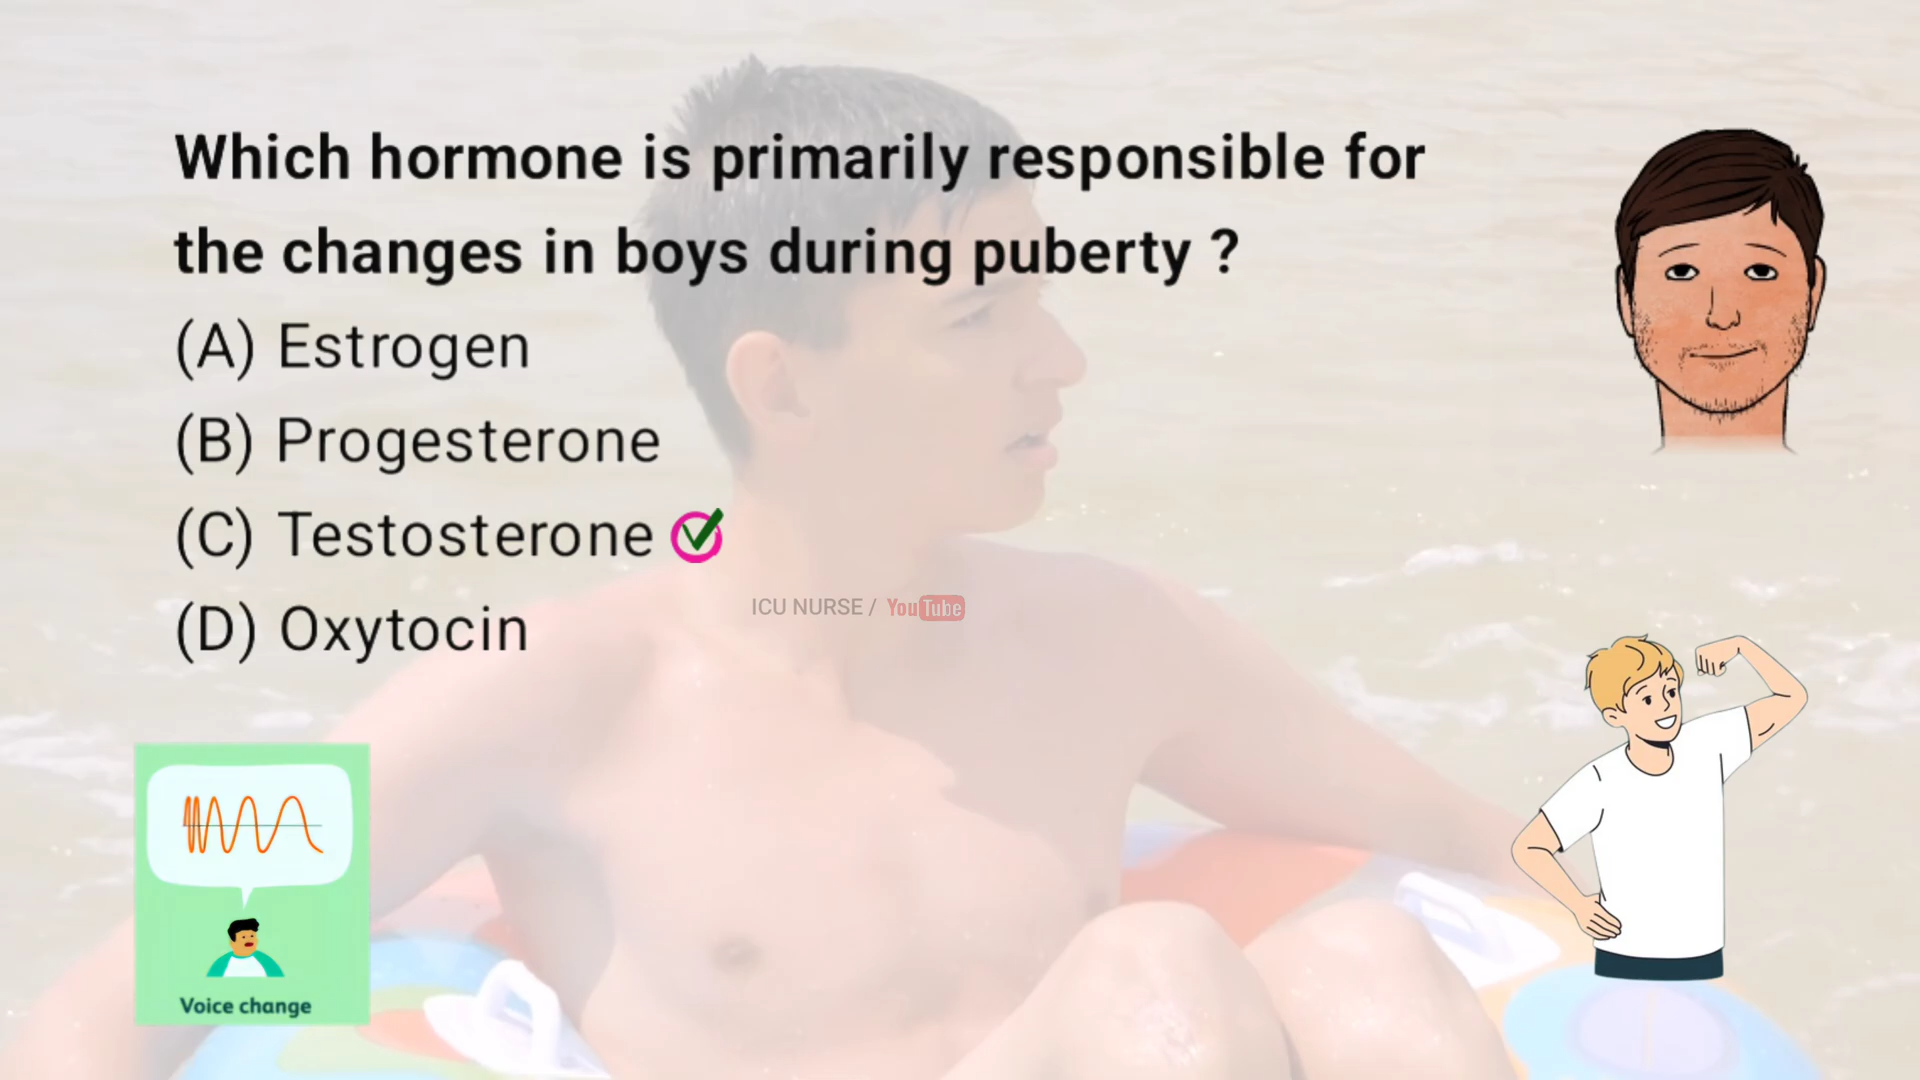 Which hormone is primarily responsible for
the changes in boys during puberty ?
(A) Estrogen
(B) Progesterone
(C) Testosterone
ICU NURSE / YouTube
(D) Oxytocin
Voice change